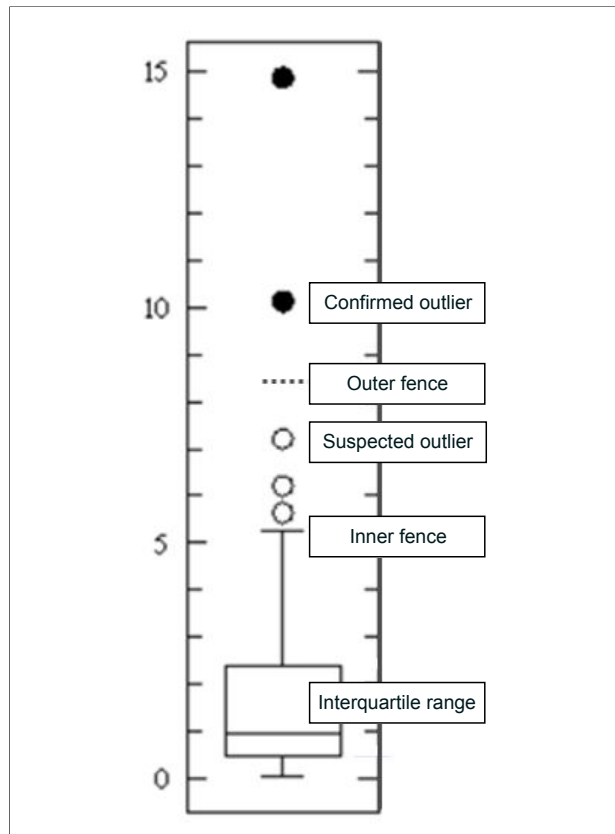 15
10
Confirmed outlier
Outer fence
Suspected outlier
Inner fence
5
Interquartile range
0